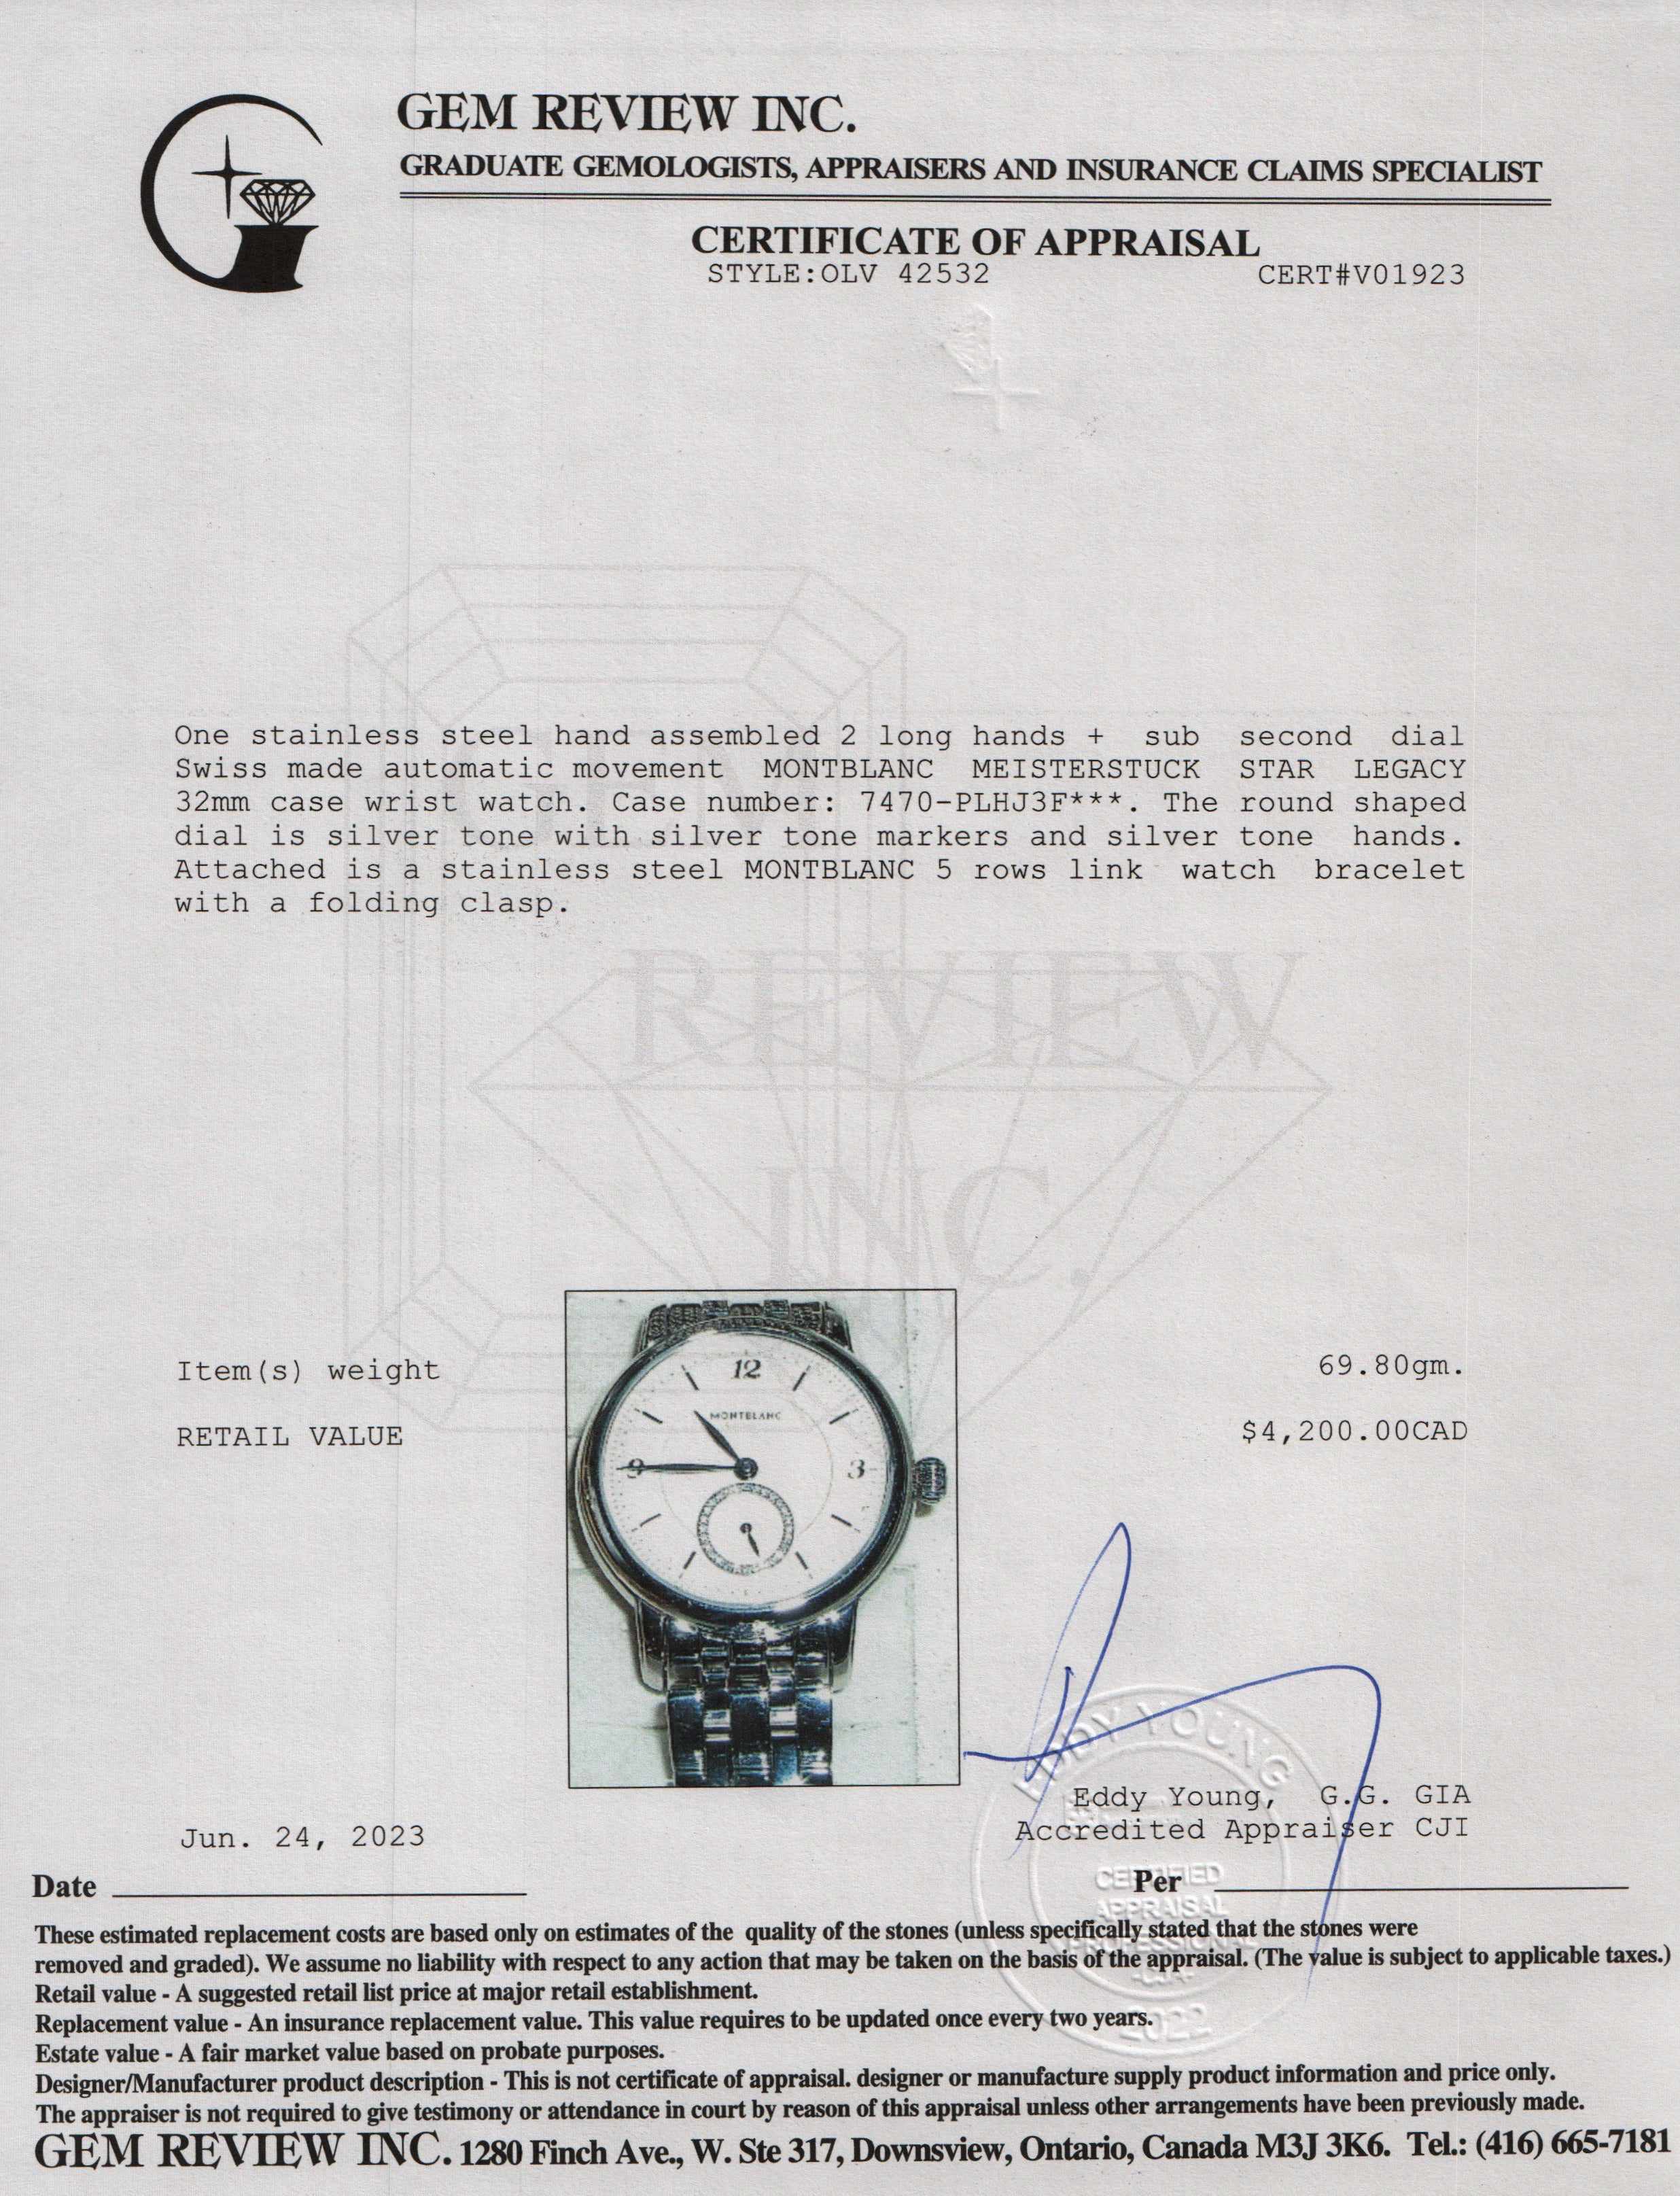 GEM REVIEW INC.
GRADUATE GEMOLOGISTS, APPRAISERS AND INSURANCE CLAIMS SPECIALIST
CERTIFICATE OF APPRAISAL
STYLE:OLV 42532 CERT#V01923
One stainless steel hand assembled 2 long hands + sub second dial
Swiss made automatic movement MONTBLANC MEISTERSTUCK STAR LEGACY
32mm case wrist watch. Case number: 7470-PLHJ3F***. The round shaped
dial is silver tone with silver tone markers and silver tone hands.
Attached is a stainless steel MONTBLANC 5 rows link watch bracelet
with a folding clasp.
REVIEW
INC.
12
MONTBLANC
9 3
Item(s) weight 69.80gm.
RETAIL VALUE $4,200.00CAD
EDDY YOUNG
Eddy Young, G.G. GIA
Accredited Appraiser CJI
Jun. 24, 2023
CERTIFIED
APPRAISAL
PROFESSIONAL
2022
Date Per
These estimated replacement costs are based only on estimates of the quality of the stones (unless specifically stated that the stones were
removed and graded). We assume no liability with respect to any action that may be taken on the basis of the appraisal. (The value is subject to applicable taxes.)
Retail value - A suggested retail list price at major retail establishment.
Replacement value - An insurance replacement value. This value requires to be updated once every two years.
Estate value - A fair market value based on probate purposes.
Designer/Manufacturer product description - This is not certificate of appraisal. designer or manufacture supply product information and price only.
The appraiser is not required to give testimony or attendance in court by reason of this appraisal unless other arrangements have been previously made.
GEM REVIEW INC. 1280 Finch Ave., W. Ste 317, Downsview, Ontario, Canada M3J 3K6. Tel.: (416) 665-7181